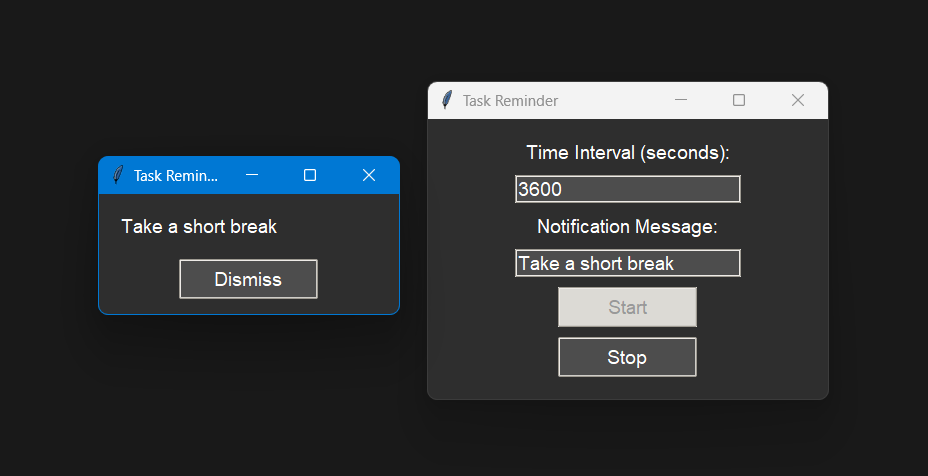 Task Remin...
Take a short break
Dismiss
Task Reminder
Time Interval (seconds):
3600
Notification Message:
Take a short break
Start
Stop